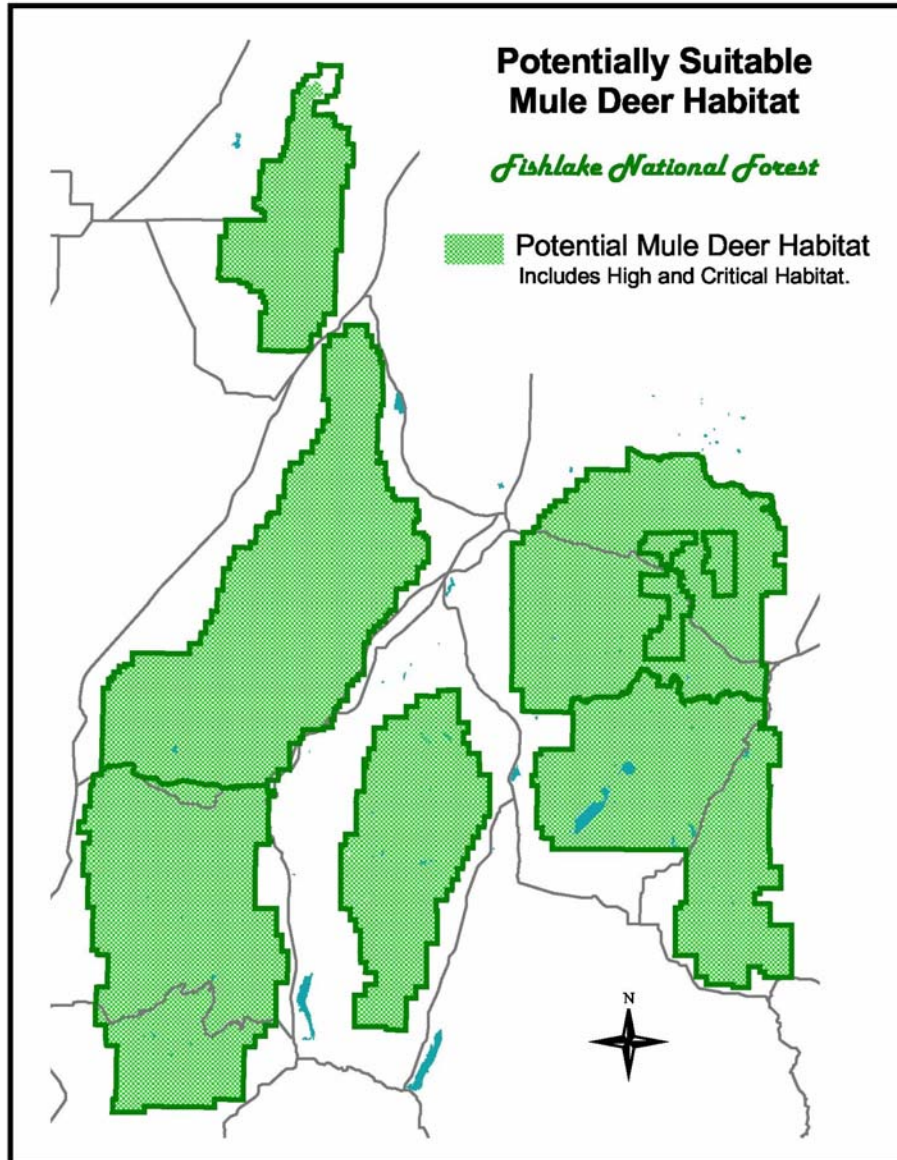 Potentially Suitable
Mule Deer Habitat
Fishlake National Forest
Potential Mule Deer Habitat
Includes High and Critical Habitat.
N